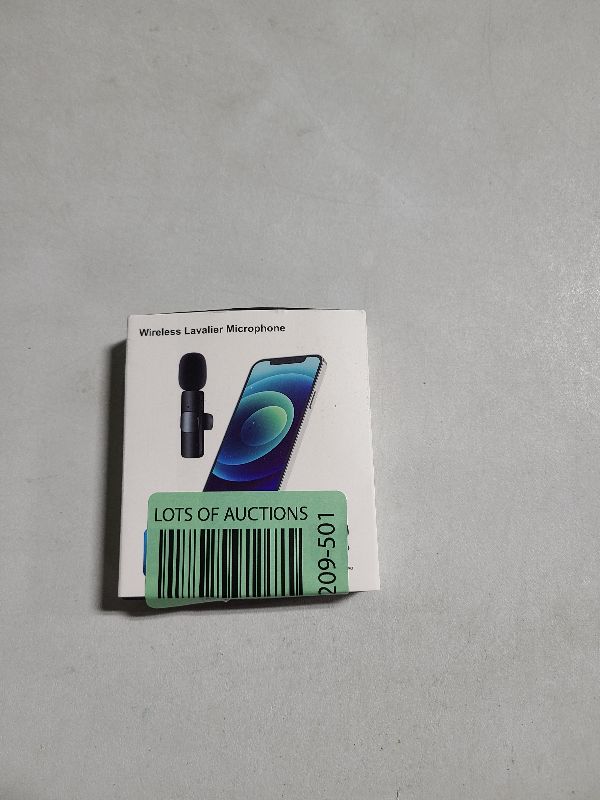 Wireless Lavalier Microphone
LOTS OF AUCTIONS
209-501